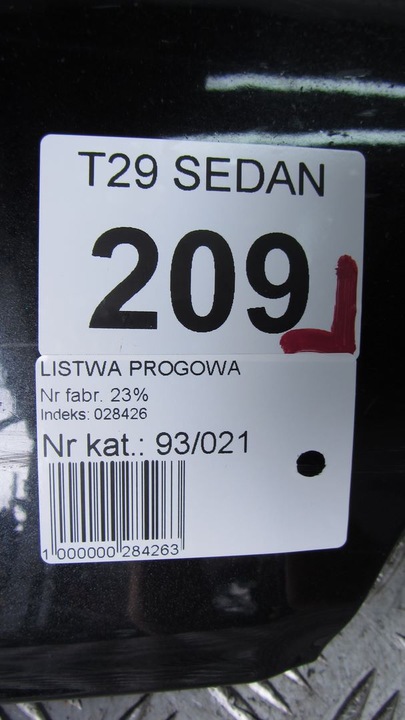 T29 SEDAN
209 L
LISTWA PROGOWA
Nr fabr. 23%
Indeks: 028426
Nr kat.: 93/021
1 000000 284263